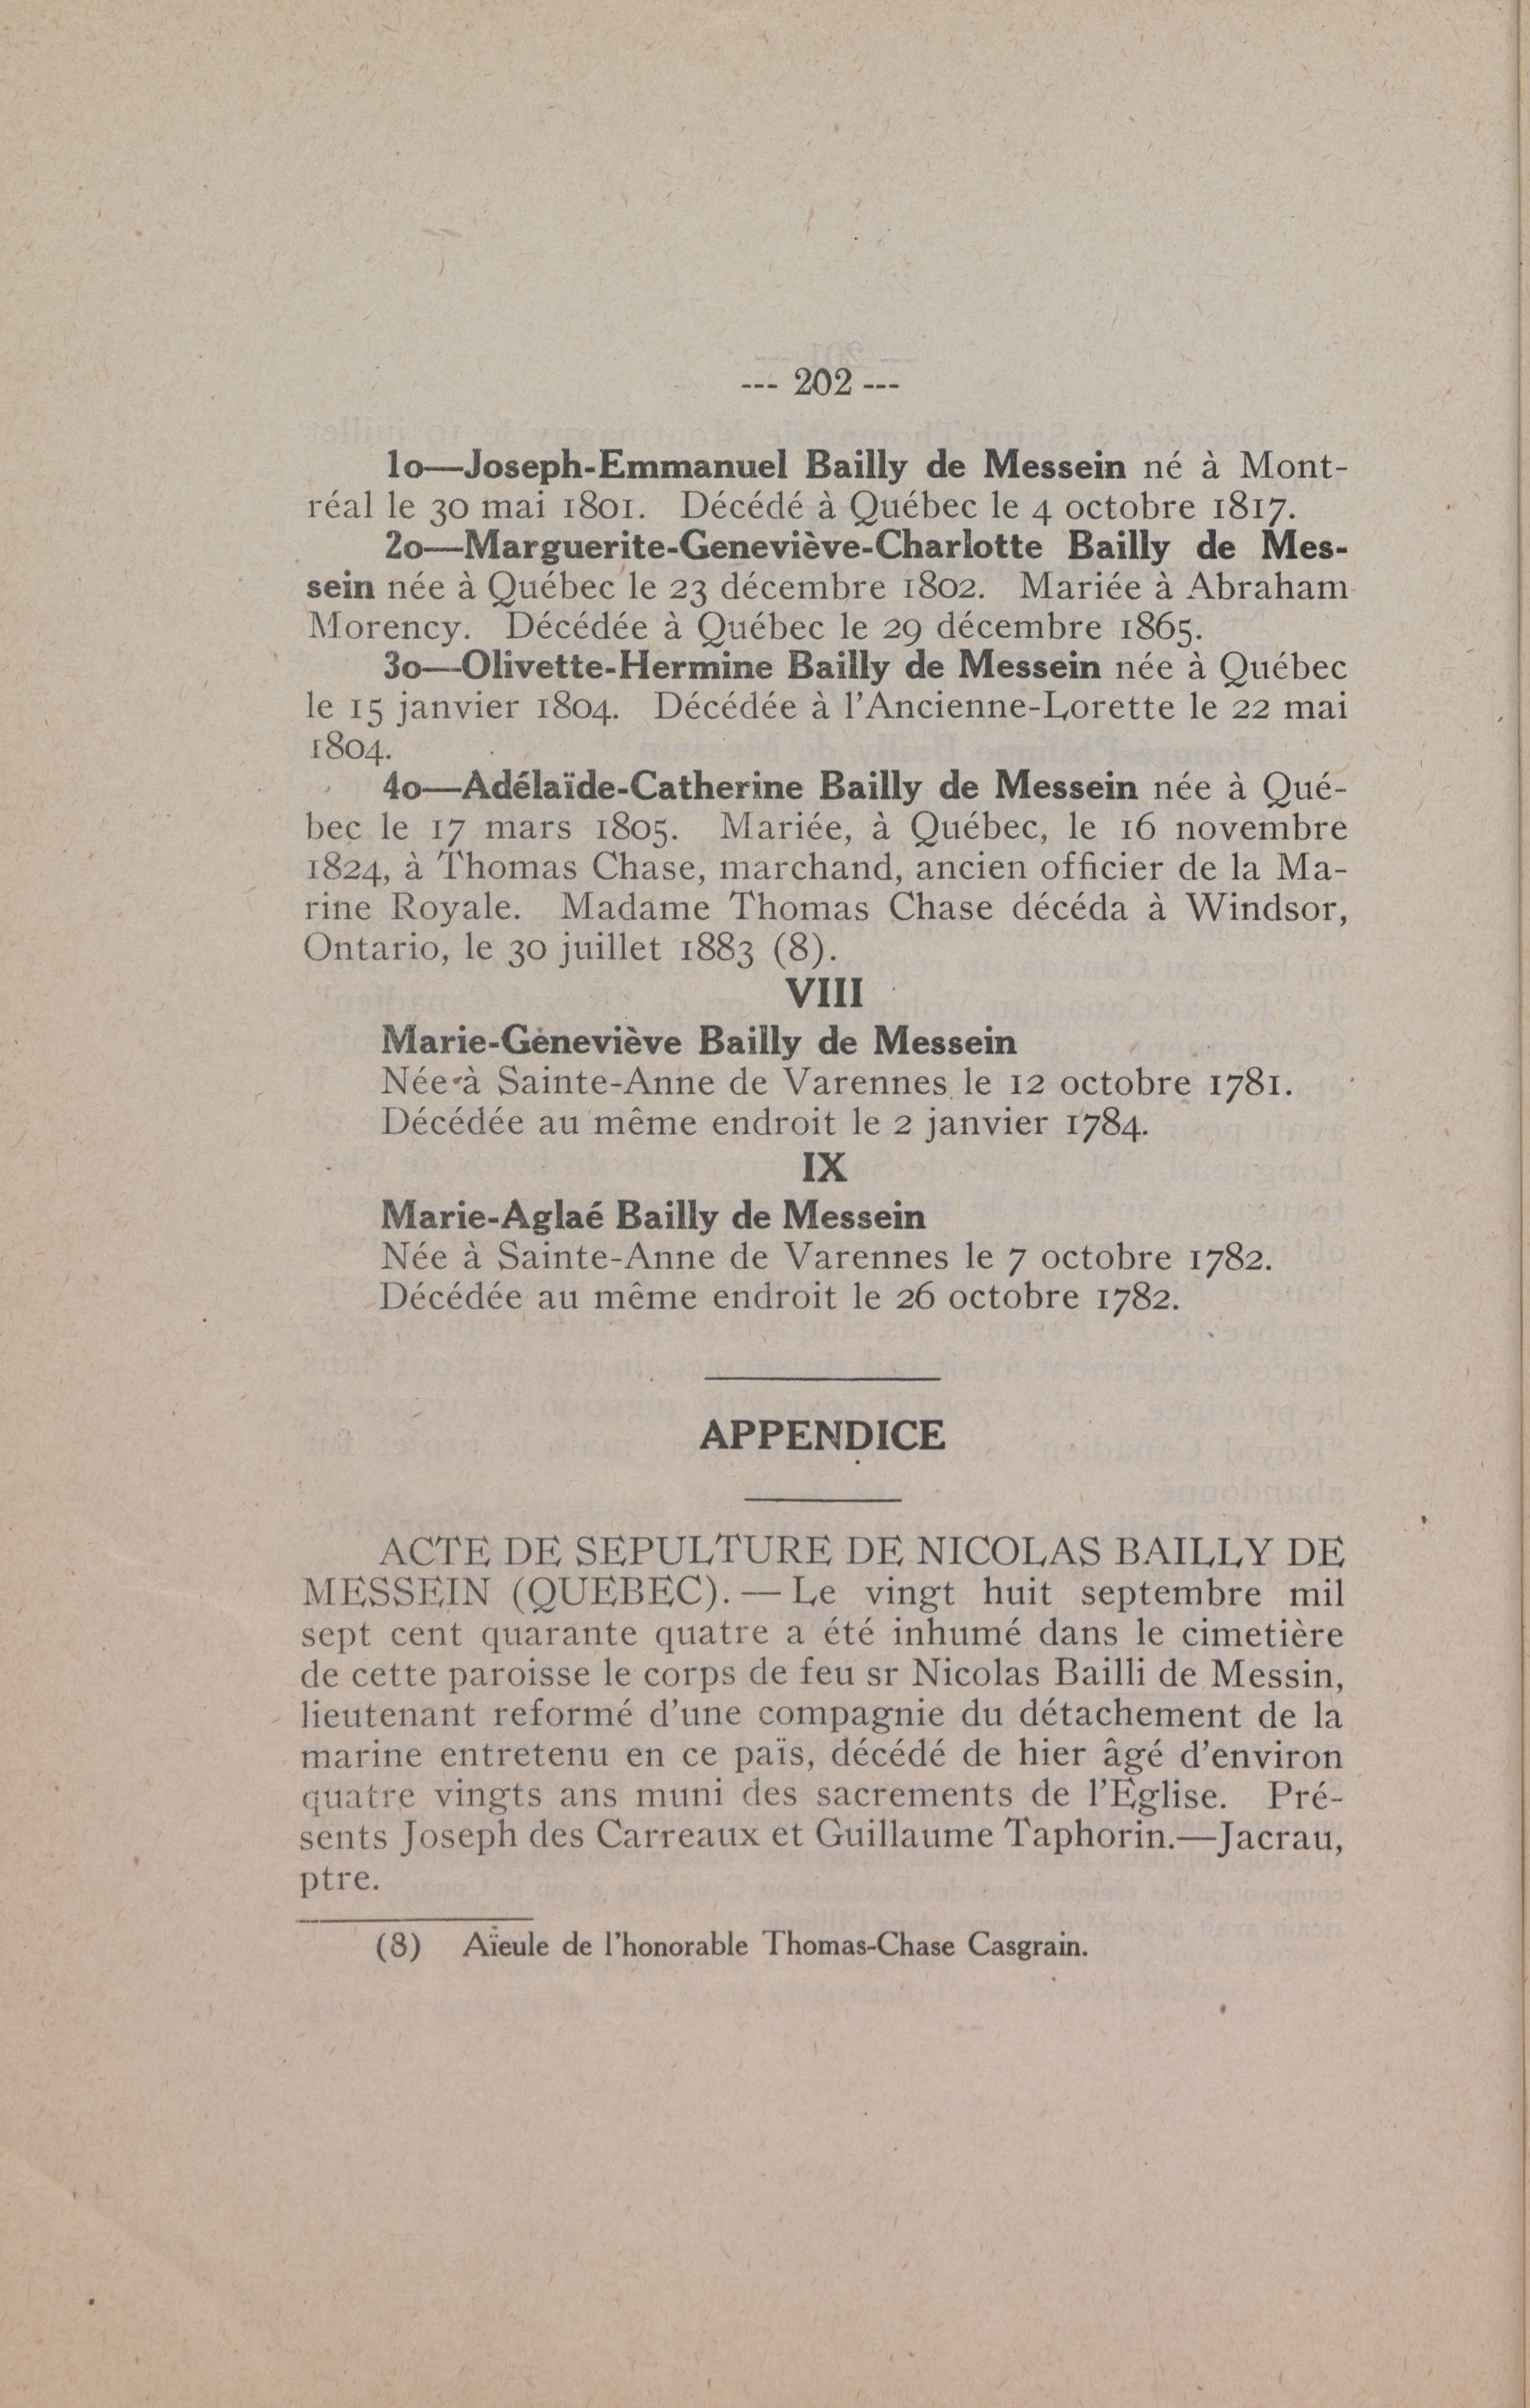 --- 202 ---
1o—Joseph-Emmanuel Bailly de Messein né à Mont-
réal le 30 mai 1801. Décédé à Québec le 4 octobre 1817.
2o—Marguerite-Geneviève-Charlotte Bailly de Mes-
sein née à Québec le 23 décembre 1802. Mariée à Abraham
Morency. Décédée à Québec le 29 décembre 1865.
3o—Olivette-Hermine Bailly de Messein née à Québec
le 15 janvier 1804. Décédée à l'Ancienne-Lorette le 22 mai
1804.
4o—Adélaïde-Catherine Bailly de Messein née à Qué-
bec le 17 mars 1805. Mariée, à Québec, le 16 novembre
1824, à Thomas Chase, marchand, ancien officier de la Ma-
rine Royale. Madame Thomas Chase décéda à Windsor,
Ontario, le 30 juillet 1883 (8).
VIII
Marie-Geneviève Bailly de Messein
Née à Sainte-Anne de Varennes le 12 octobre 1781.
Décédée au même endroit le 2 janvier 1784.
IX
Marie-Aglaé Bailly de Messein
Née à Sainte-Anne de Varennes le 7 octobre 1782.
Décédée au même endroit le 26 octobre 1782.
APPENDICE
ACTE DE SEPULTURE DE NICOLAS BAILLY DE
MESSEIN (QUEBEC). — Le vingt huit septembre mil
sept cent quarante quatre a été inhumé dans le cimetière
de cette paroisse le corps de feu sr Nicolas Bailli de Messin,
lieutenant reformé d'une compagnie du détachement de la
marine entretenu en ce païs, décédé de hier âgé d'environ
quatre vingts ans muni des sacrements de l'Eglise. Pré-
sents Joseph des Carreaux et Guillaume Taphorin.—Jacrau,
ptre.
(8) Aïeule de l'honorable Thomas-Chase Casgrain.